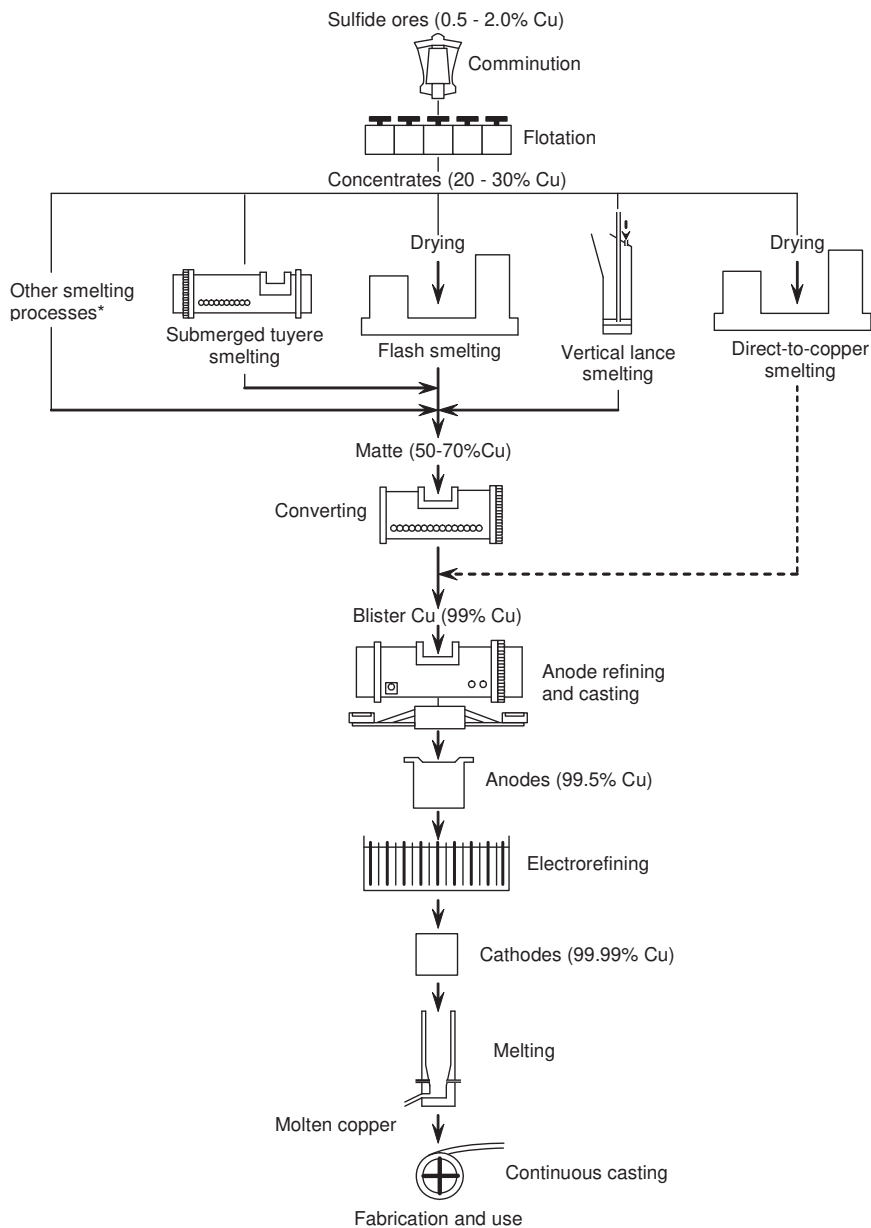 Sulfide ores (0.5 - 2.0% Cu)
Comminution
Flotation
Concentrates (20 - 30% Cu)
Other smelting
processes*
Submerged tuyere
smelting
Drying
Flash smelting
Vertical lance
smelting
Drying
Direct-to-copper
smelting
Matte (50-70%Cu)
Converting
Blister Cu (99% Cu)
Anode refining
and casting
Anodes (99.5% Cu)
Electrorefining
Cathodes (99.99% Cu)
Melting
Molten copper
Continuous casting
Fabrication and use